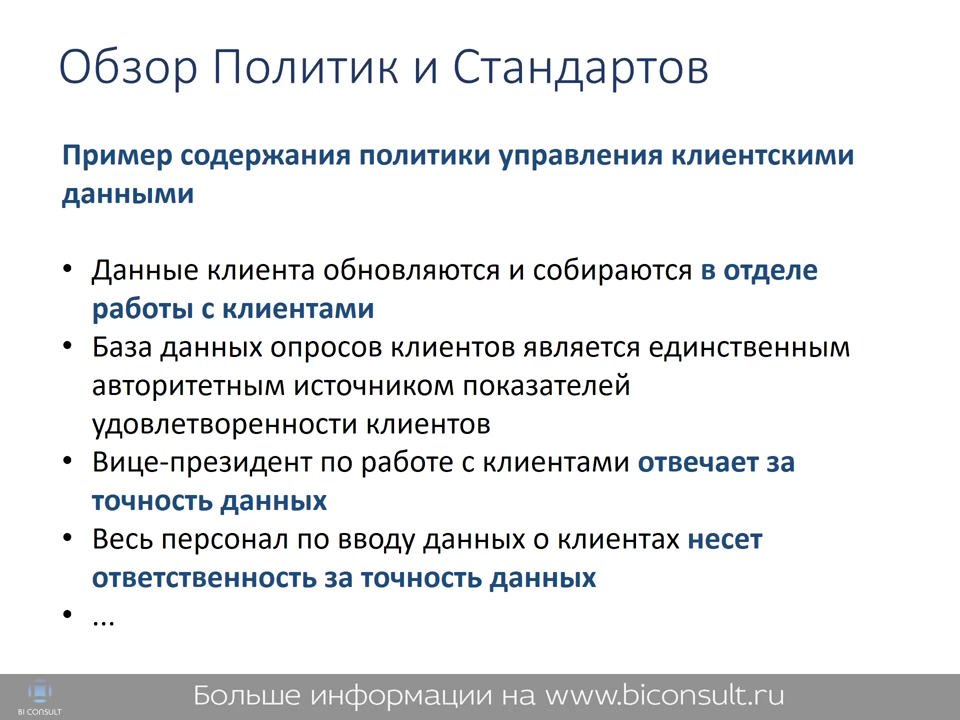 Обзор Политик и Стандартов
Пример содержания политики управления клиентскими
данными
• Данные клиента обновляются и собираются в отделе
работы с клиентами
• База данных опросов клиентов является единственным
авторитетным источником показателей
удовлетворенности клиентов
• Вице-президент по работе с клиентами отвечает за
точность данных
• Весь персонал по вводу данных о клиентах несет
ответственность за точность данных
• ...
BI CONSULT
Больше информации на www.biconsult.ru